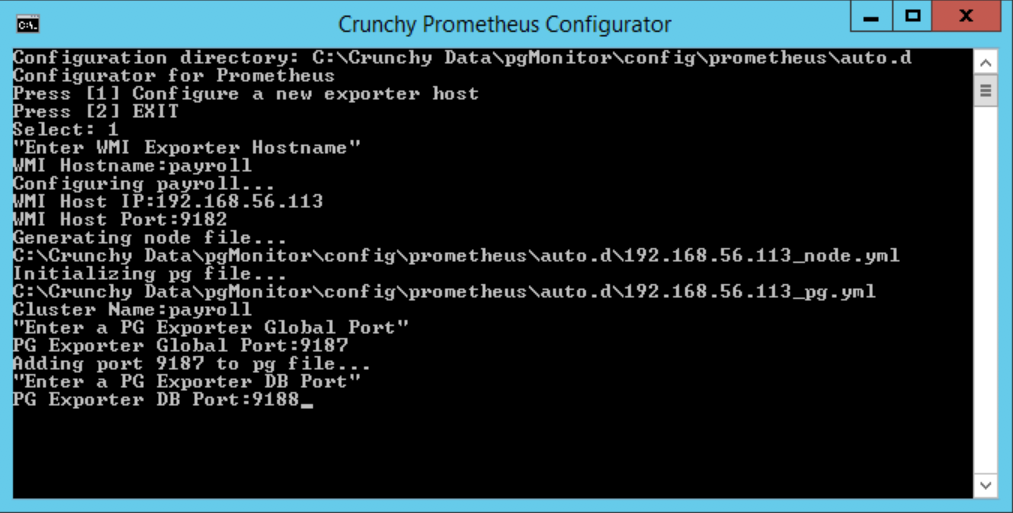 Crunchy Prometheus Configurator
Configuration directory: C:\Crunchy Data\pgMonitor\config\prometheus\auto.d
Configurator for Prometheus
Press [1] Configure a new exporter host
Press [2] EXIT
Select: 1
"Enter WMI Exporter Hostname"
WMI Hostname:payroll
Configuring payroll...
WMI Host IP:192.168.56.113
WMI Host Port:9182
Generating node file...
C:\Crunchy Data\pgMonitor\config\prometheus\auto.d\192.168.56.113_node.yml
Initializing pg file...
C:\Crunchy Data\pgMonitor\config\prometheus\auto.d\192.168.56.113_pg.yml
Cluster Name:payroll
"Enter a PG Exporter Global Port"
PG Exporter Global Port:9187
Adding port 9187 to pg file...
"Enter a PG Exporter DB Port"
PG Exporter DB Port:9188_